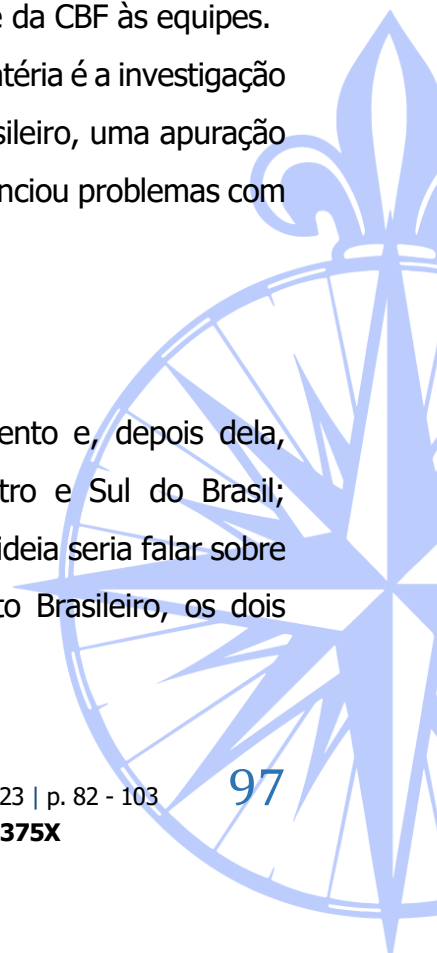 e da CBF às equipes.
atéria é a investigação
sileiro, uma apuração
nciou problemas com
ento e, depois dela,
tro e Sul do Brasil;
ideia seria falar sobre
to Brasileiro, os dois
23 | p. 82 - 103 97
375X